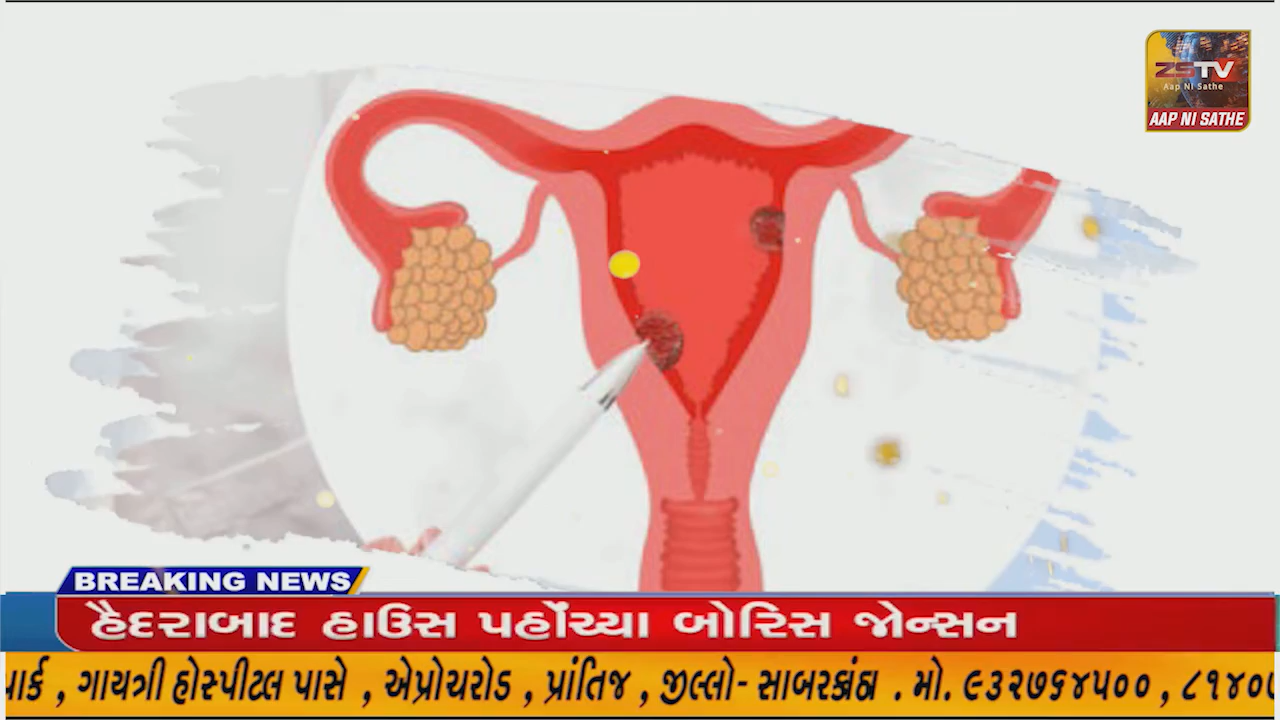 ZSTV
Aap Ni Sathe
AAP NI SATHE
BREAKING NEWS
હૈદરાબાદ હાઉસ પહોંચ્યા બોરિસ જોન્સન
પાર્ક , ગાયત્રી હોસ્પીટલ પાસે , એપ્રોચરોડ , પ્રાંતિજ , જીલ્લો- સાબરકાંઠા . મો. ૯૩૨૭૬૪૫૦૦ , ૮૧૪૦